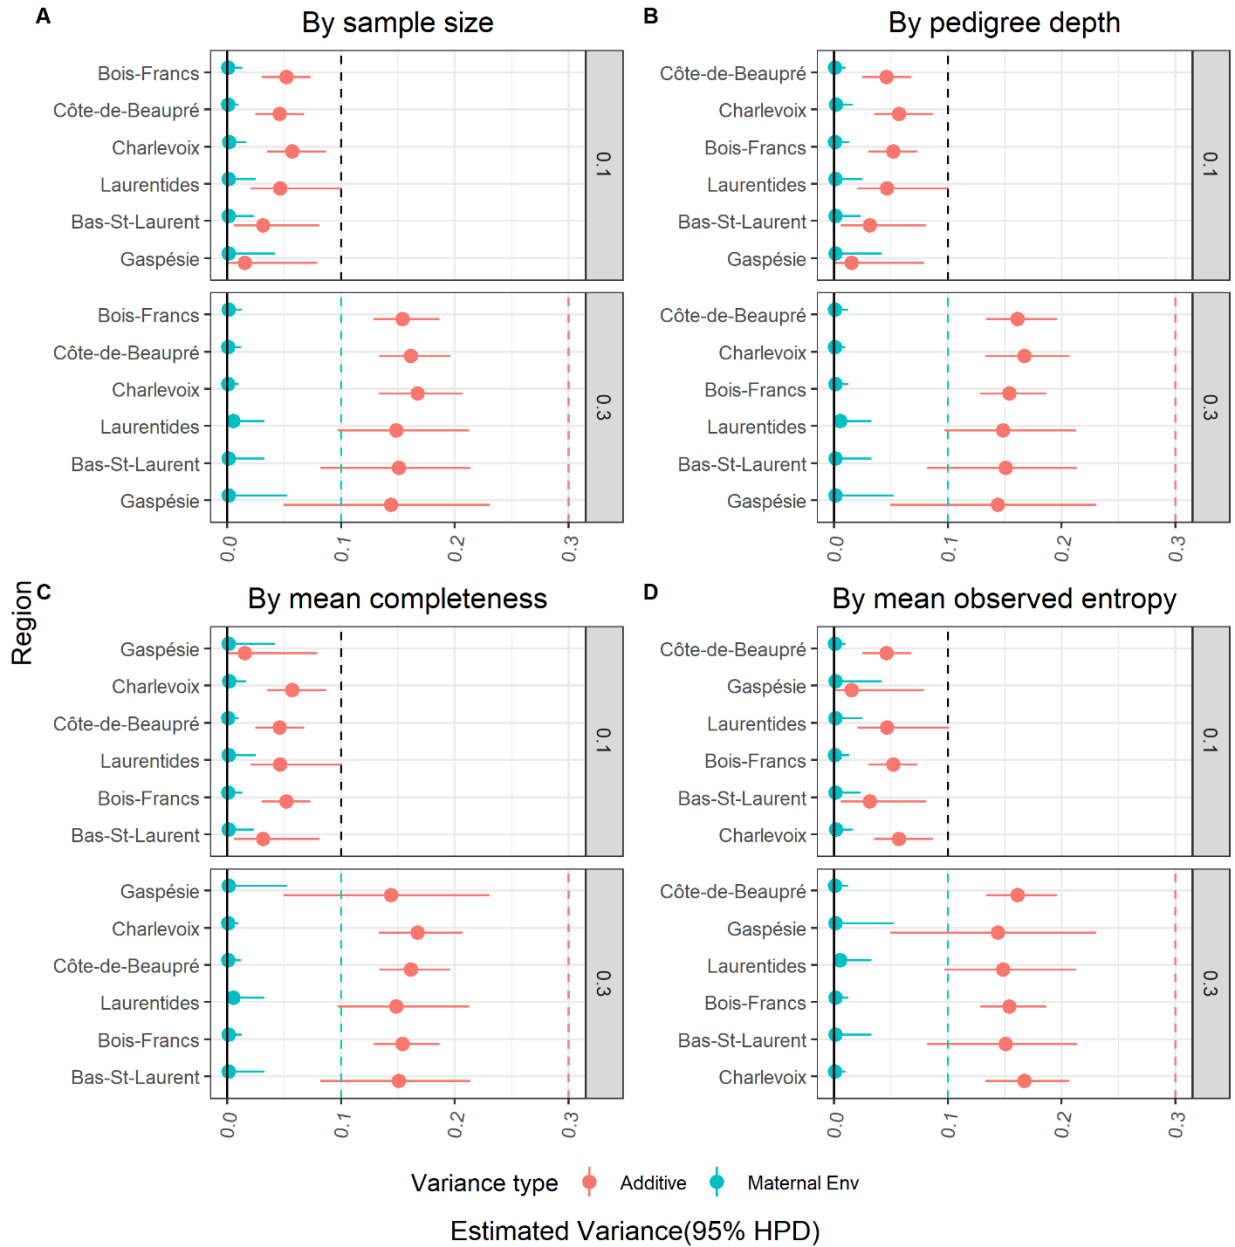 A
By sample size
Bois-Francs
Côte-de-Beaupré
Charlevoix
Laurentides
Bas-St-Laurent
Gaspésie
0.1
Bois-Francs
Côte-de-Beaupré
Charlevoix
Laurentides
Bas-St-Laurent
Gaspésie
0.3
0.0 0.1 0.2 0.3
B
By pedigree depth
Côte-de-Beaupré
Charlevoix
Bois-Francs
Laurentides
Bas-St-Laurent
Gaspésie
0.1
Côte-de-Beaupré
Charlevoix
Bois-Francs
Laurentides
Bas-St-Laurent
Gaspésie
0.3
0.0 0.1 0.2 0.3
Region
C
By mean completeness
Gaspésie
Charlevoix
Côte-de-Beaupré
Laurentides
Bois-Francs
Bas-St-Laurent
0.1
Gaspésie
Charlevoix
Côte-de-Beaupré
Laurentides
Bois-Francs
Bas-St-Laurent
0.3
0.0 0.1 0.2 0.3
D
By mean observed entropy
Côte-de-Beaupré
Gaspésie
Laurentides
Bois-Francs
Bas-St-Laurent
Charlevoix
0.1
Côte-de-Beaupré
Gaspésie
Laurentides
Bois-Francs
Bas-St-Laurent
Charlevoix
0.3
0.0 0.1 0.2 0.3
Variance type Additive Maternal Env
Estimated Variance(95% HPD)